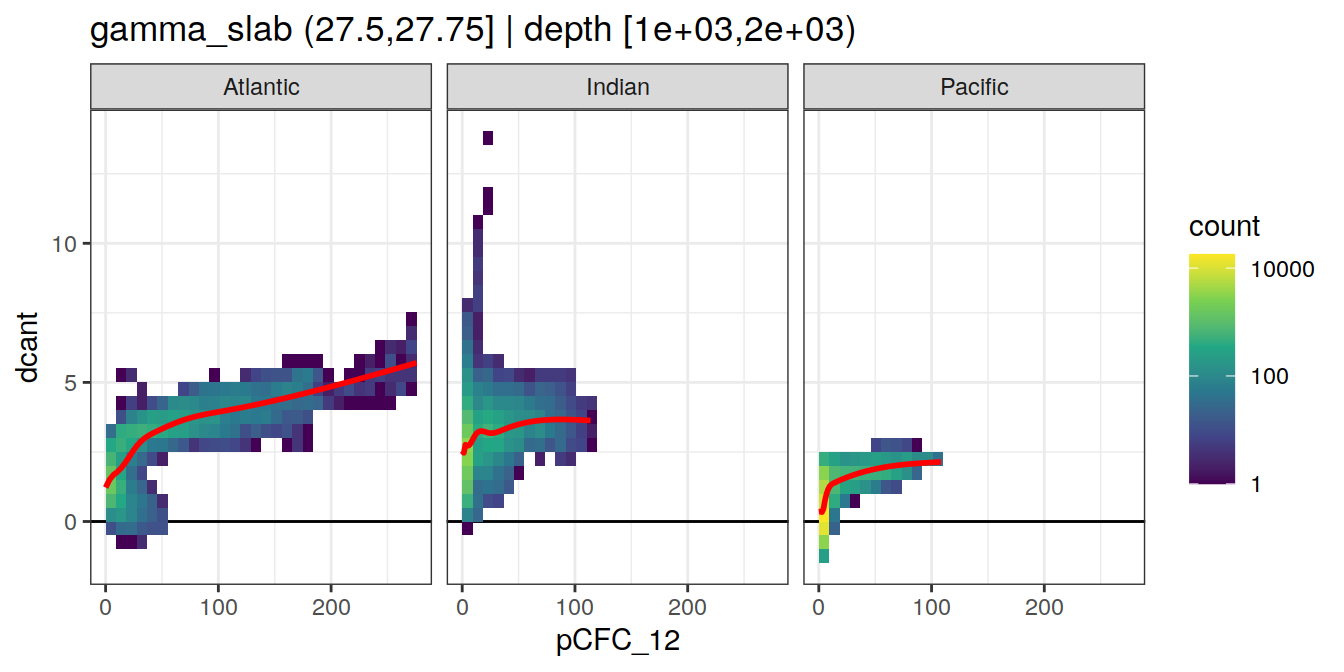 gamma_slab (27.5,27.75] | depth [1e+03,2e+03)
Atlantic Indian Pacific
10
5
0
dcant
0 100 200 0 100 200 0 100 200
pCFC_12
count
10000
100
1